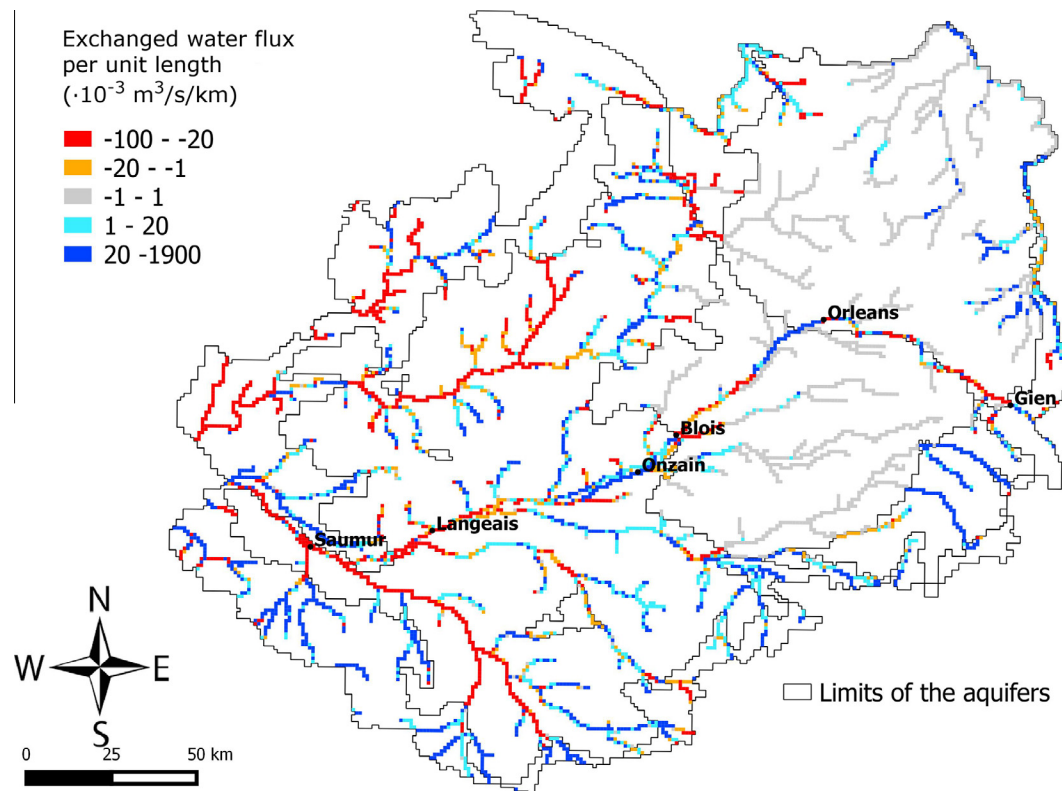 Exchanged water flux
per unit length
(·10⁻³ m³/s/km)
-100 - -20
-20 - -1
-1 - 1
1 - 20
20 -1900
Orleans
Gien
Blois
Onzain
Langeais
Saumur
N
W E
S
Limits of the aquifers
0 25 50 km